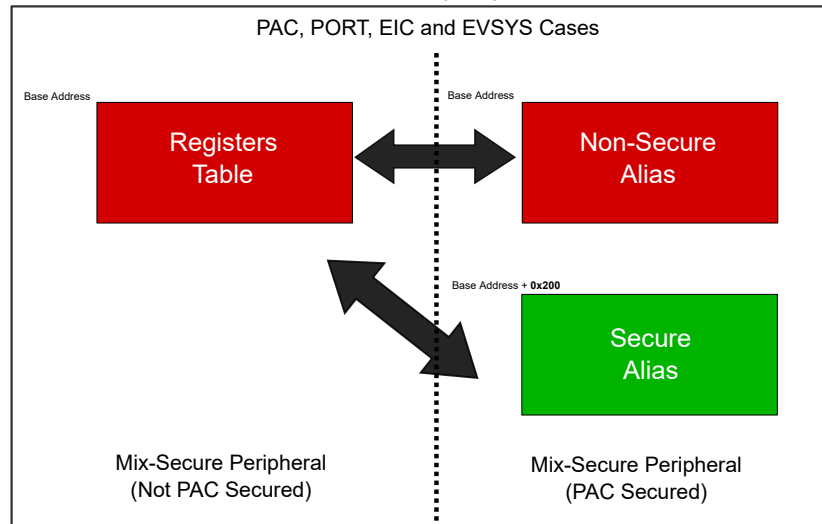 PAC, PORT, EIC and EVSYS Cases
Base Address
Registers
Table
Base Address
Non-Secure
Alias
Base Address + 0x200
Secure
Alias
Mix-Secure Peripheral
(Not PAC Secured)
Mix-Secure Peripheral
(PAC Secured)